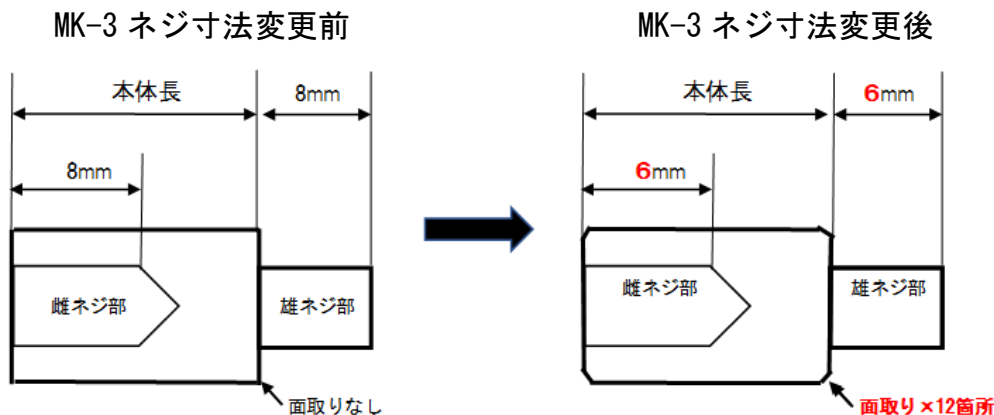 MK-3 ネジ寸法変更前
本体長
8mm
8mm
雌ネジ部
雄ネジ部
面取りなし
MK-3 ネジ寸法変更後
本体長
6mm
6mm
雌ネジ部
雄ネジ部
面取り×12箇所